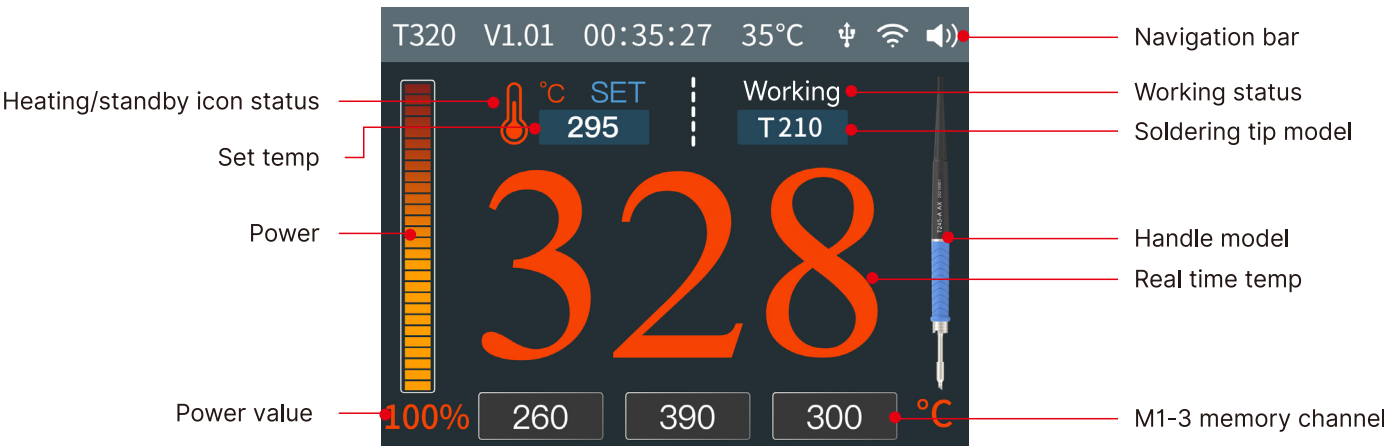 T320 V1.01 00:35:27 35°C
Navigation bar
Heating/standby icon status
°C SET
Working
Working status
Set temp
295
T210
Soldering tip model
Power
328
T245-A AX
Handle model
Real time temp
Power value
100%
260
390
300
°C
M1-3 memory channel